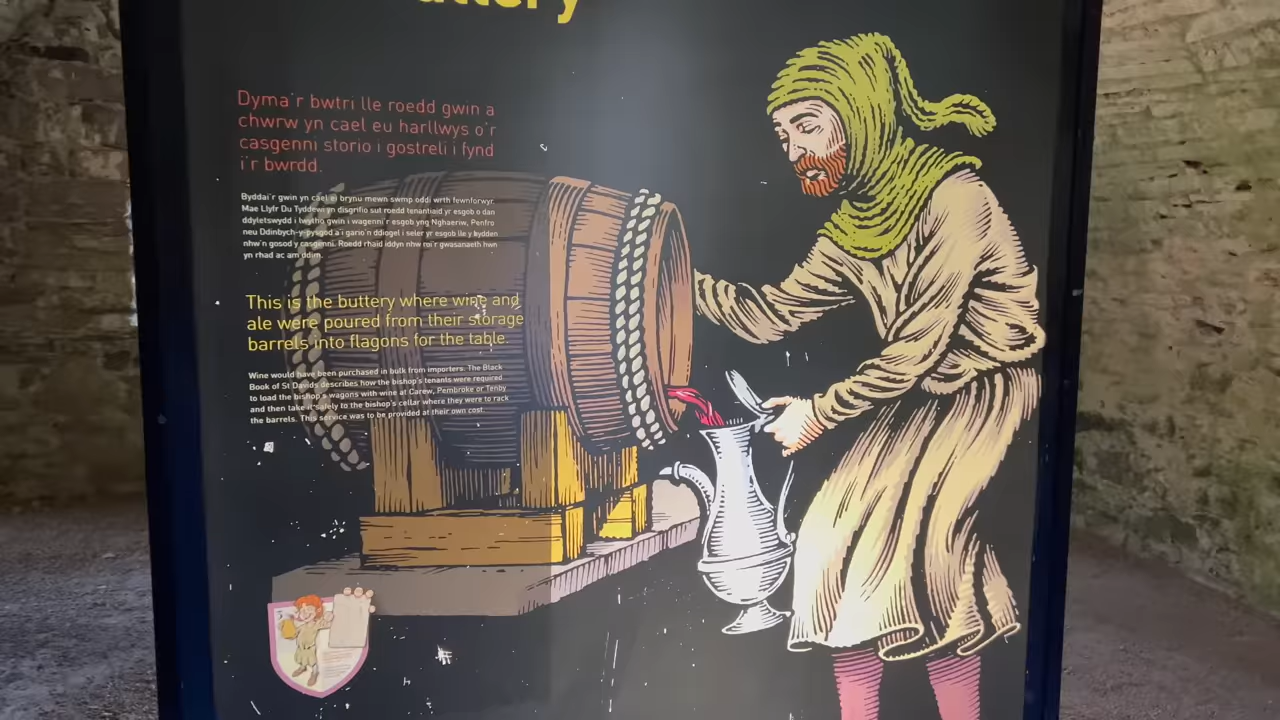 uttery
Dyma'r bwtri lle roedd gwin a
chwrw yn cael eu harllwys o'r
casgenni storio i gostreli i fynd
i'r bwrdd.
Byddai'r gwin yn cael ei brynu mewn swmp oddi wrth fewnforwyr.
Mae Llyfr Du Tyddewi yn disgrifio sut roedd tenantiaid yr esgob o dan
ddyletswydd i lwytho gwin i wagenni'r esgob yng Nghaeriw, Penfro
neu Ddinbych-y-pysgod a'i gario'n ddiogel i seler yr esgob lle y bydden
nhw'n gosod y casgenni. Roedd rhaid iddyn nhw roi'r gwasanaeth hwn
yn rhad ac am ddim.
This is the buttery where wine and
ale were poured from their storage
barrels into flagons for the table.
Wine would have been purchased in bulk from importers. The Black
Book of St Davids describes how the bishop's tenants were required
to load the bishop's wagons with wine at Carew, Pembroke or Tenby
and then take it safely to the bishop's cellar where they were to rack
the barrels. This service was to be provided at their own cost.